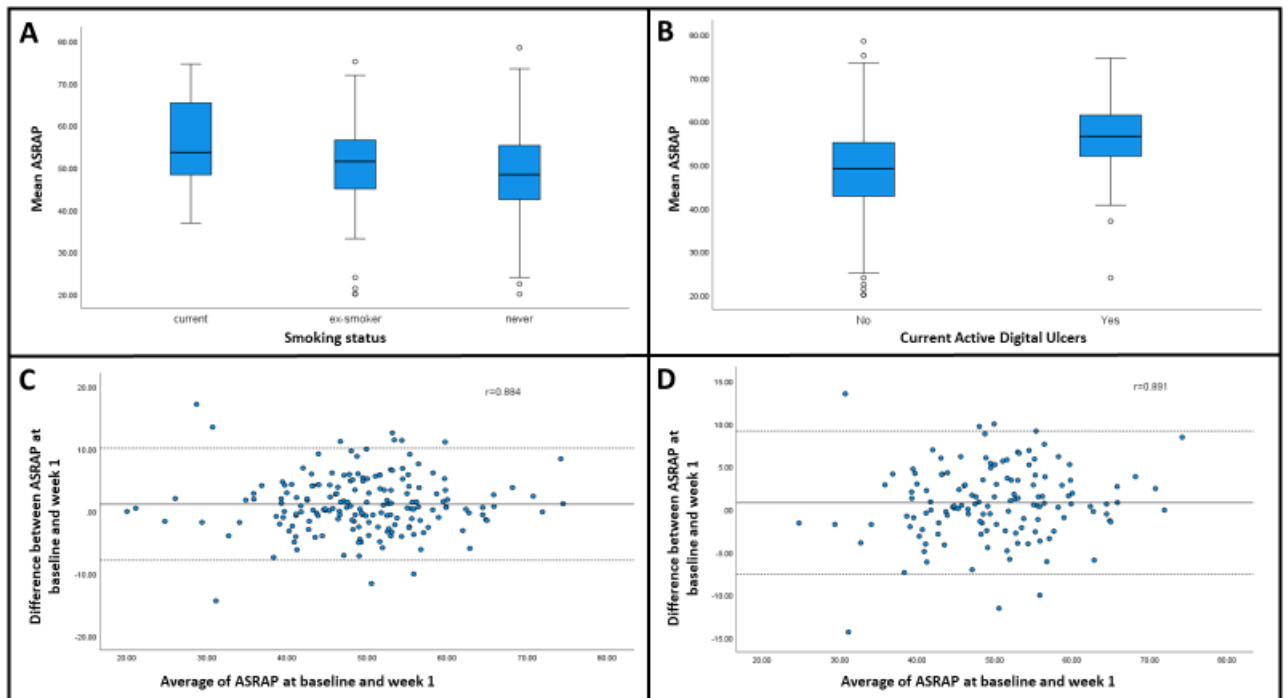 A
Mean ASRAP
80.00
70.00
60.00
50.00
40.00
30.00
20.00
current ex-smoker never
Smoking status
B
Mean ASRAP
80.00
70.00
60.00
50.00
40.00
30.00
20.00
No Yes
Current Active Digital Ulcers
C
Difference between ASRAP at
baseline and week 1
20.00
10.00
.00
-10.00
-20.00
r=0.884
20.00 30.00 40.00 50.00 60.00 70.00 80.00
Average of ASRAP at baseline and week 1
D
Difference between ASRAP at
baseline and week 1
15.00
10.00
5.00
.00
-5.00
-10.00
-15.00
r=0.891
20.00 30.00 40.00 50.00 60.00 70.00 80.00
Average of ASRAP at baseline and week 1